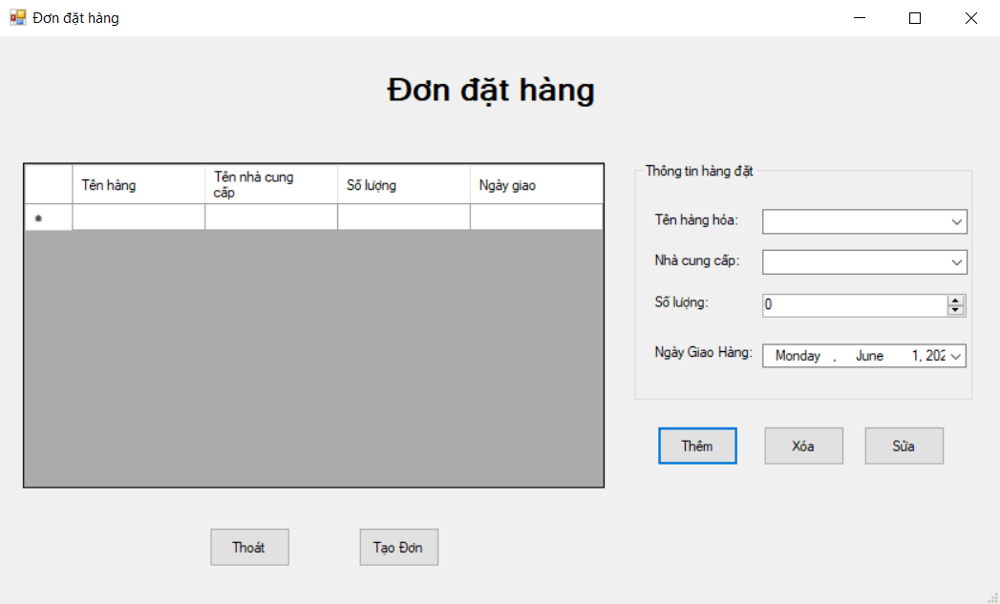 Đơn đặt hàng
Đơn đặt hàng
Tên hàng
Tên nhà cung
cấp
Số lượng
Ngày giao
Thông tin hàng đặt
Tên hàng hóa:
Nhà cung cấp:
Số lượng:
0
Ngày Giao Hàng:
Monday , June 1, 202
Thêm
Xóa
Sửa
Thoát
Tạo Đơn